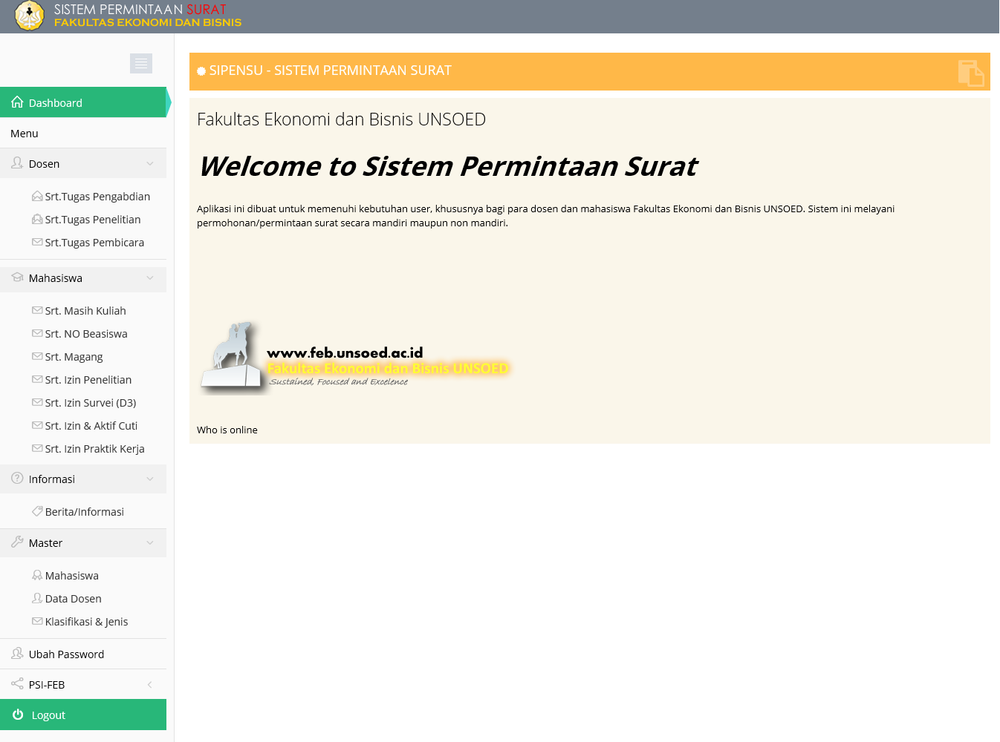 SISTEM PERMINTAAN SURAT
FAKULTAS EKONOMI DAN BISNIS
Dashboard
Menu
Dosen
Srt.Tugas Pengabdian
Srt.Tugas Penelitian
Srt.Tugas Pembicara
Mahasiswa
Srt. Masih Kuliah
Srt. NO Beasiswa
Srt. Magang
Srt. Izin Penelitian
Srt. Izin Survei (D3)
Srt. Izin & Aktif Cuti
Srt. Izin Praktik Kerja
Informasi
Berita/Informasi
Master
Mahasiswa
Data Dosen
Klasifikasi & Jenis
Ubah Password
PSI-FEB
Logout
SIPENSU - SISTEM PERMINTAAN SURAT
Fakultas Ekonomi dan Bisnis UNSOED
Welcome to Sistem Permintaan Surat
Aplikasi ini dibuat untuk memenuhi kebutuhan user, khususnya bagi para dosen dan mahasiswa Fakultas Ekonomi dan Bisnis UNSOED. Sistem ini melayani
permohonan/permintaan surat secara mandiri maupun non mandiri.
www.feb.unsoed.ac.id
Fakultas Ekonomi dan Bisnis UNSOED
Sustained, Focused and Excelence
Who is online